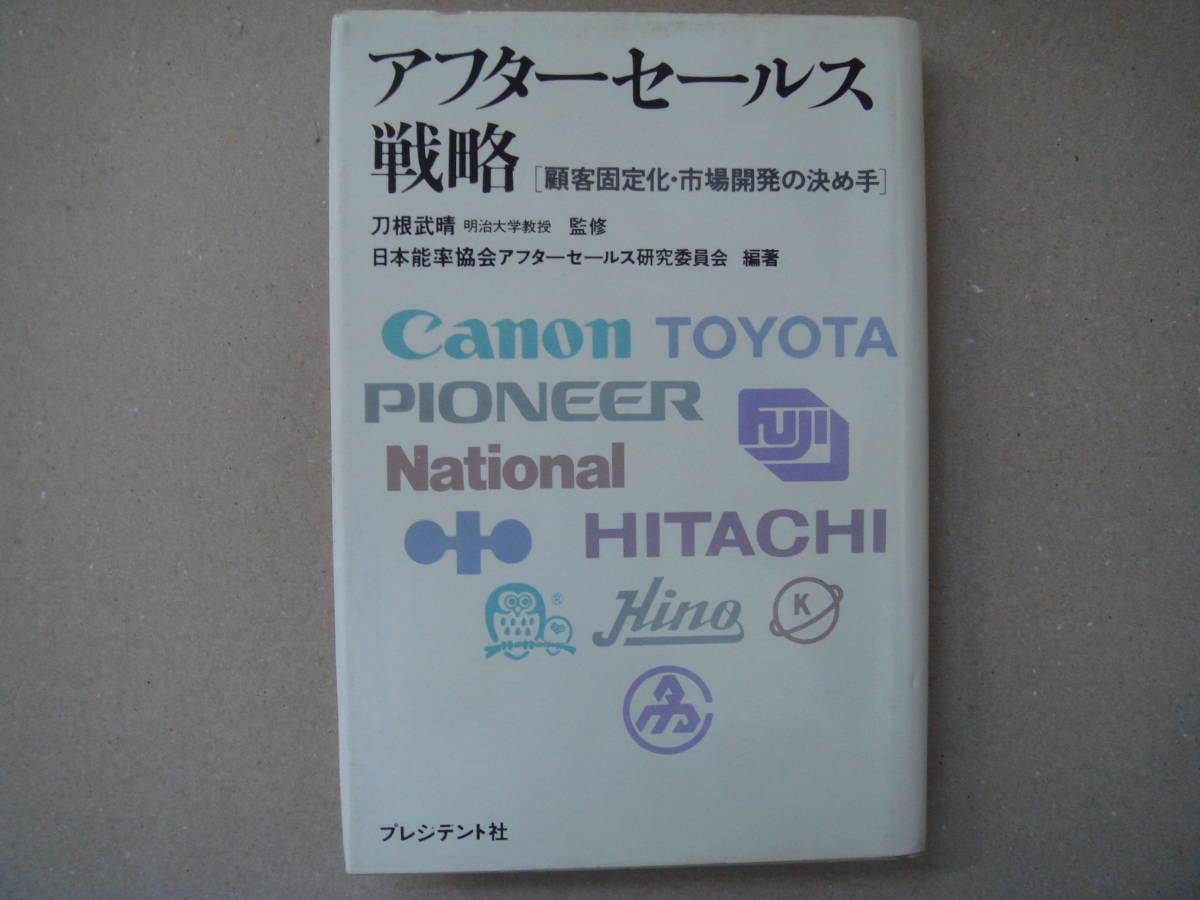 アフターセールス
戦略 [顧客固定化・市場開発の決め手]
刀根武晴 明治大学教授 監修
日本能率協会アフターセールス研究委員会 編著
Canon TOYOTA
PIONEER
FUJI
National
HITACHI
® Hino K
プレジデント社